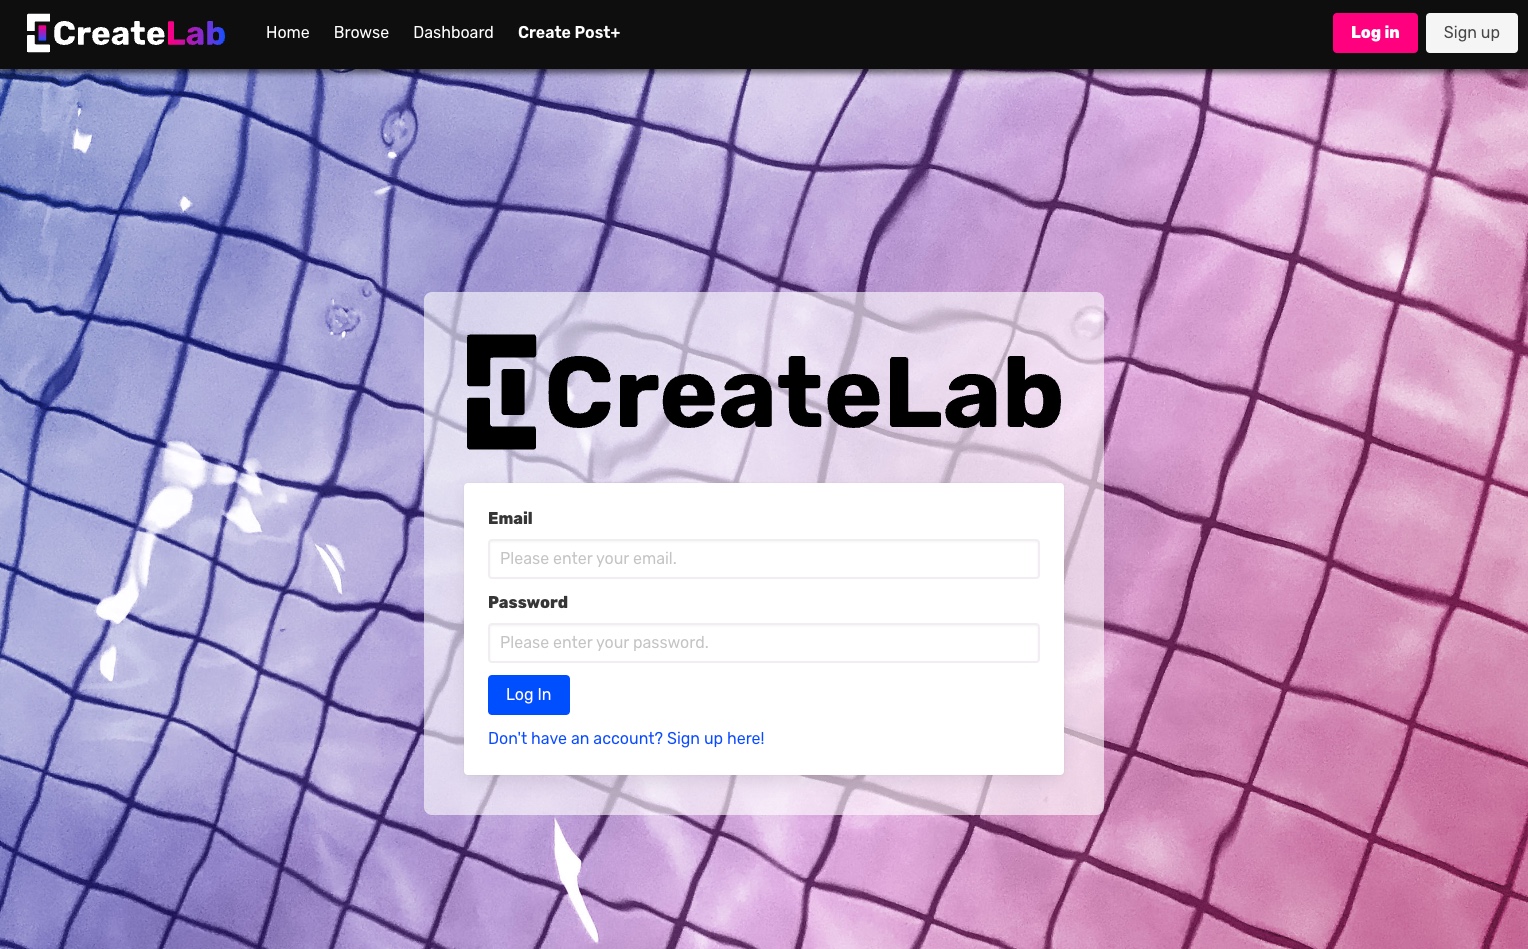 CreateLab Home Browse Dashboard Create Post+ Log in Sign up
CreateLab
Email
Please enter your email.
Password
Please enter your password.
Log In
Don't have an account? Sign up here!